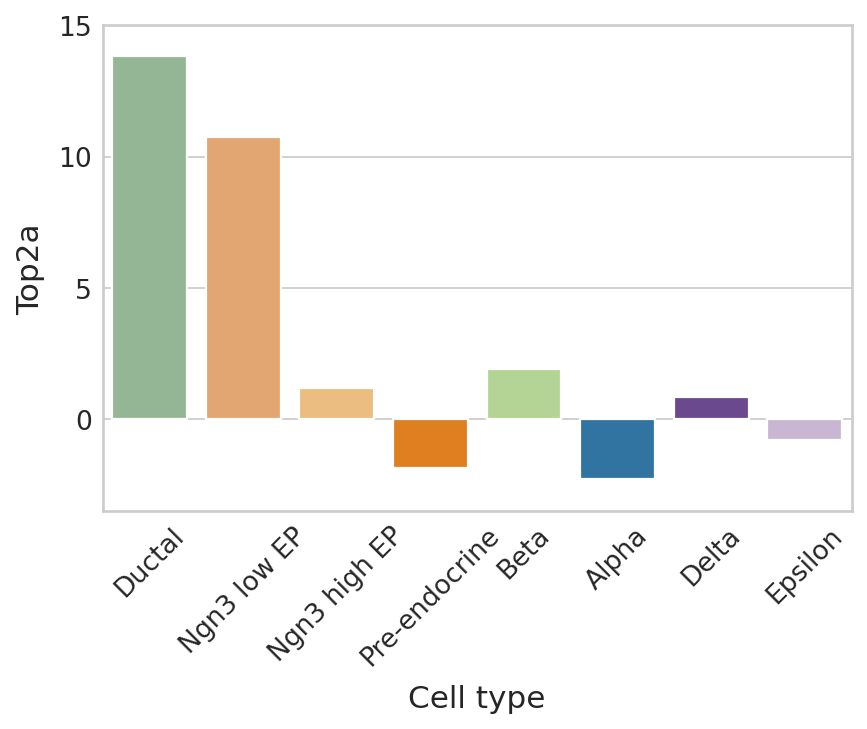 15
10
5
0
Top2a
Ductal
Ngn3 low EP
Ngn3 high EP
Pre-endocrine
Beta
Alpha
Delta
Epsilon
Cell type